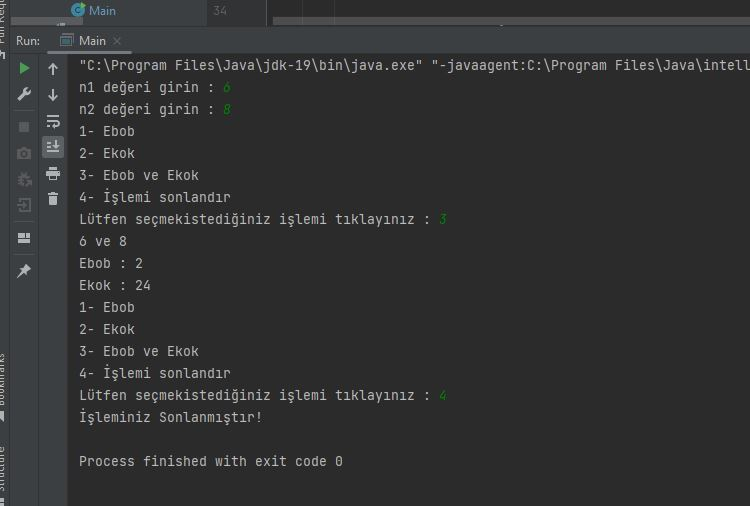 Main
34
Run: Main
"C:\Program Files\Java\jdk-19\bin\java.exe" "-javaagent:C:\Program Files\Java\intell
n1 değeri girin : 6
n2 değeri girin : 8
1- Ebob
2- Ekok
3- Ebob ve Ekok
4- İşlemi sonlandır
Lütfen seçmekistediğiniz işlemi tıklayınız : 3
6 ve 8
Ebob : 2
Ekok : 24
1- Ebob
2- Ekok
3- Ebob ve Ekok
4- İşlemi sonlandır
Lütfen seçmekistediğiniz işlemi tıklayınız : 4
İşleminiz Sonlanmıştır!
Process finished with exit code 0
Bookmarks
Structure